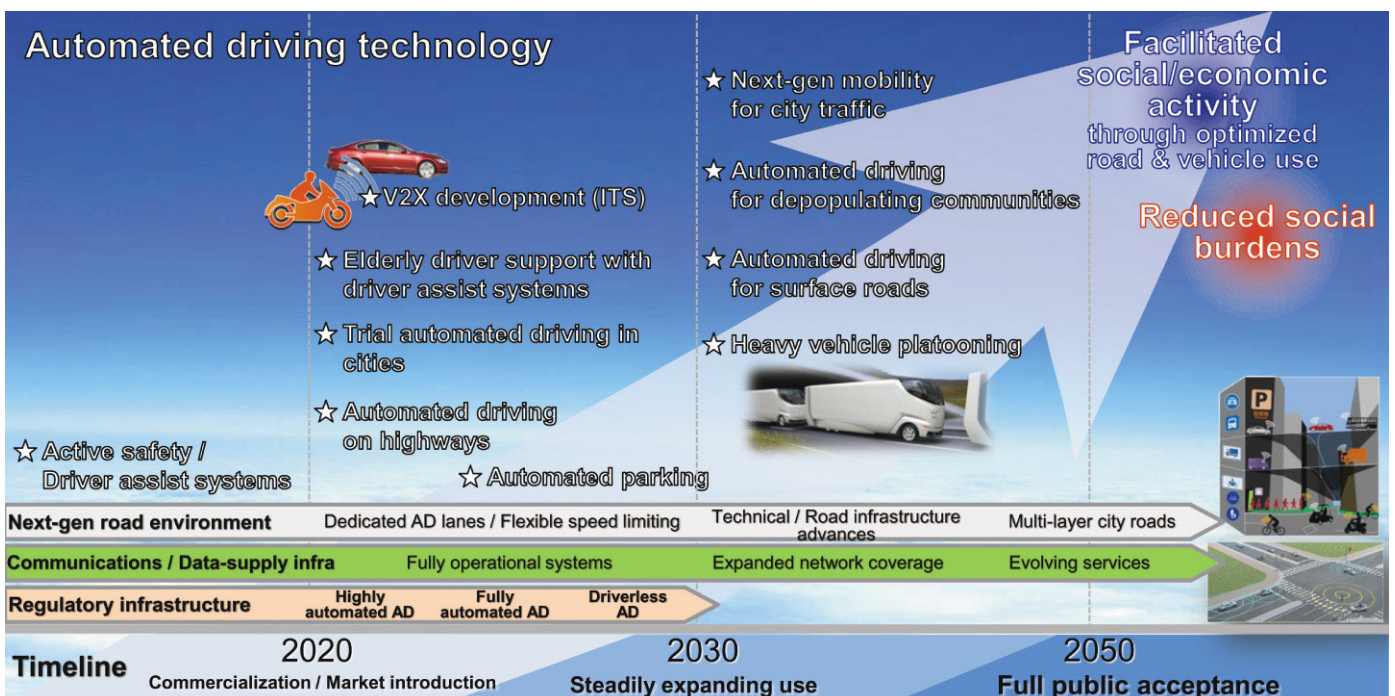 Automated driving technology
Facilitated
social/economic
activity
through optimized
road & vehicle use
Reduced social
burdens
☆ Next-gen mobility
for city traffic
☆ Automated driving
for depopulating communities
☆ Automated driving
for surface roads
☆ Heavy vehicle platooning
☆ V2X development (ITS)
☆ Elderly driver support with
driver assist systems
☆ Trial automated driving in
cities
☆ Automated driving
on highways
☆ Automated parking
☆ Active safety /
Driver assist systems
P
Next-gen road environment
Dedicated AD lanes / Flexible speed limiting
Technical / Road infrastructure
advances
Multi-layer city roads
Communications / Data-supply infra
Fully operational systems
Expanded network coverage
Evolving services
Regulatory infrastructure
Highly
automated AD
Fully
automated AD
Driverless
AD
Timeline
2020
Commercialization / Market introduction
2030
Steadily expanding use
2050
Full public acceptance